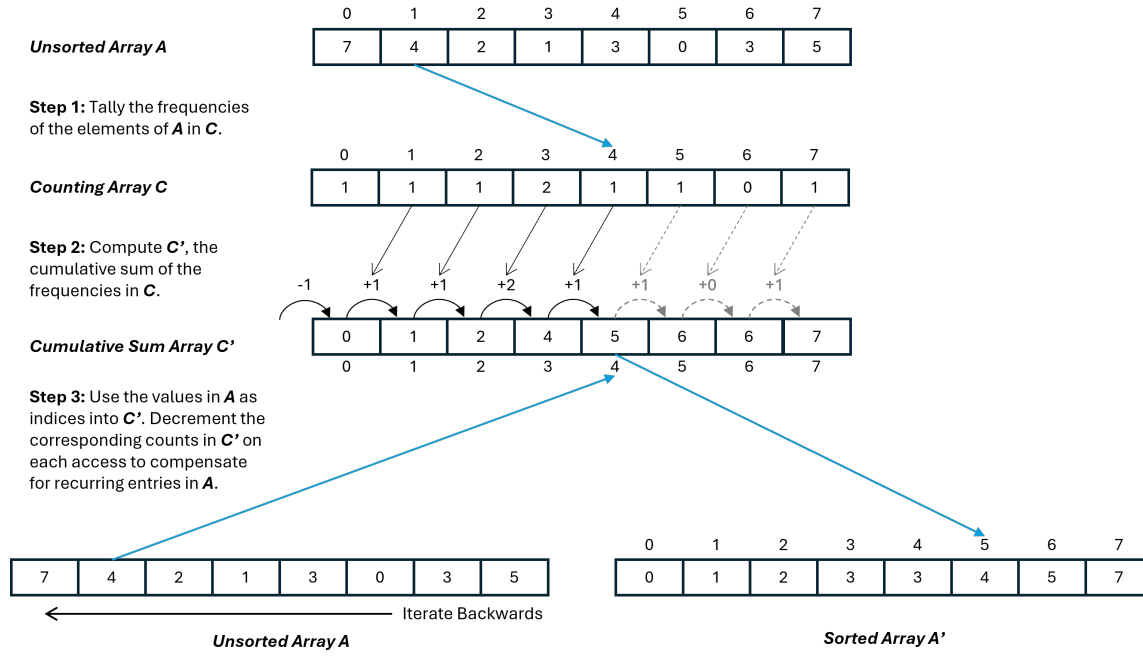 0 1 2 3 4 5 6 7
Unsorted Array A
7 4 2 1 3 0 3 5
Step 1: Tally the frequencies
of the elements of A in C.
0 1 2 3 4 5 6 7
Counting Array C
1 1 1 2 1 1 0 1
Step 2: Compute C’, the
cumulative sum of the
frequencies in C.
-1 +1 +1 +2 +1 +1 +0 +1
Cumulative Sum Array C’
0 1 2 4 5 6 6 7
0 1 2 3 4 5 6 7
Step 3: Use the values in A as
indices into C’. Decrement the
corresponding counts in C’ on
each access to compensate
for recurring entries in A.
7 4 2 1 3 0 3 5
Iterate Backwards
Unsorted Array A
0 1 2 3 4 5 6 7
0 1 2 3 3 4 5 7
Sorted Array A’